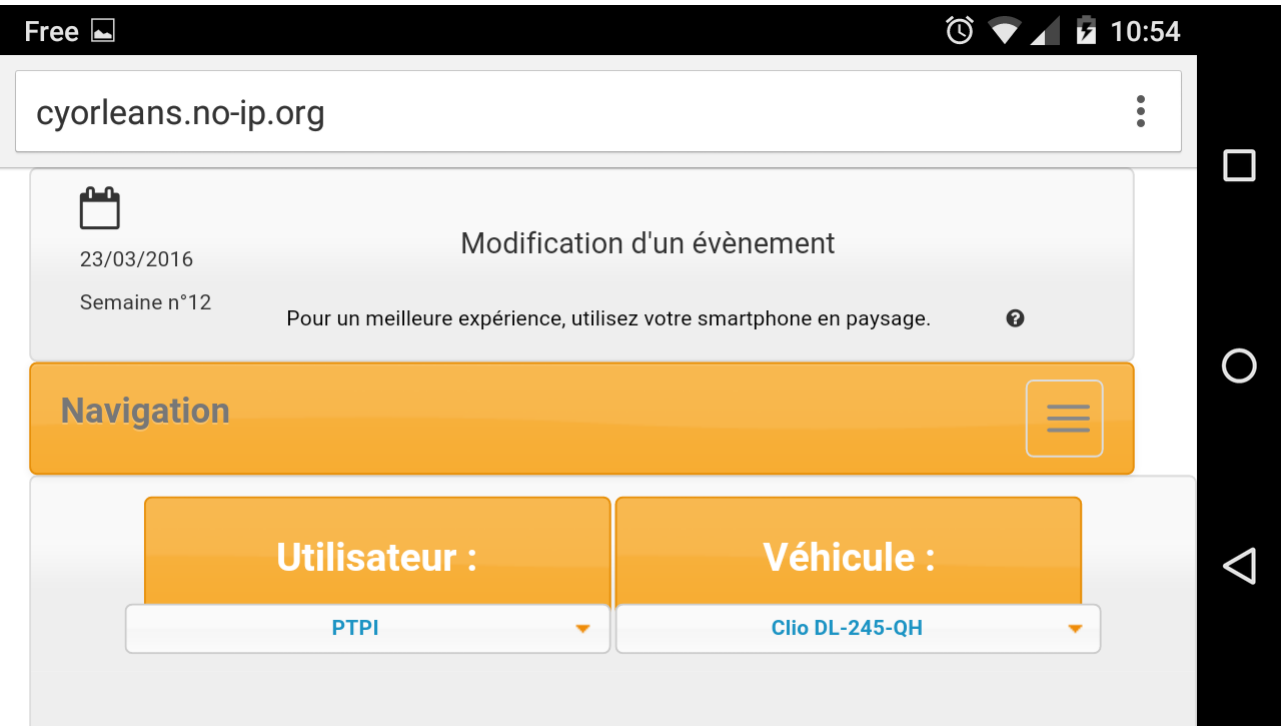 Free 10:54
cyorleans.no-ip.org
23/03/2016
Semaine n°12
Modification d'un évènement
Pour un meilleure expérience, utilisez votre smartphone en paysage.
Navigation
Utilisateur : Véhicule :
PTPI Clio DL-245-QH